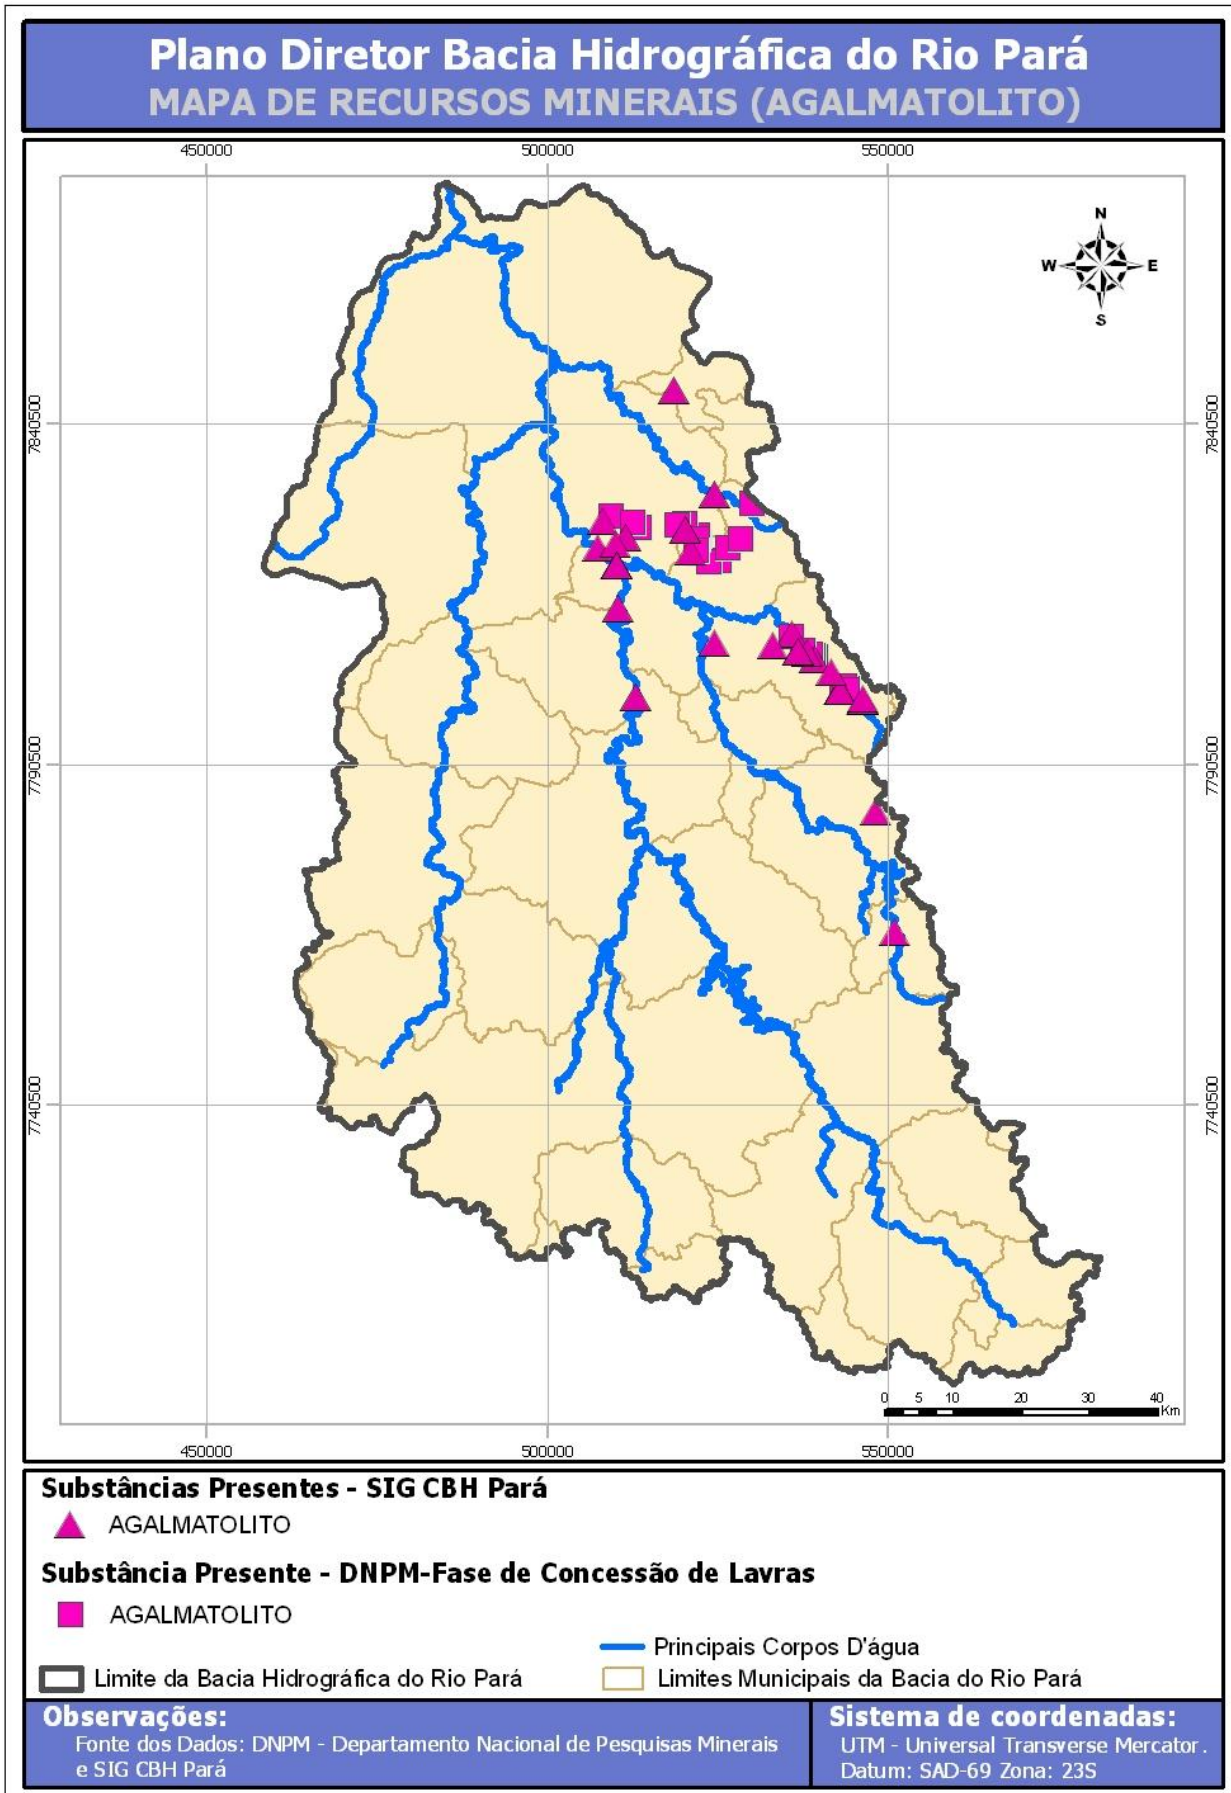 Plano Diretor Bacia Hidrográfica do Rio Pará
MAPA DE RECURSOS MINERAIS (AGALMATOLITO)
450000 500000 550000
N
W E
S
7840500 7840500
7790500 7790500
7740500 7740500
0 5 10 20 30 40
Km
450000 500000 550000
Substâncias Presentes - SIG CBH Pará
AGALMATOLITO
Substância Presente - DNPM-Fase de Concessão de Lavras
AGALMATOLITO
Principais Corpos D'água
Limite da Bacia Hidrográfica do Rio Pará
Limites Municipais da Bacia do Rio Pará
Observações:
Fonte dos Dados: DNPM - Departamento Nacional de Pesquisas Minerais
e SIG CBH Pará
Sistema de coordenadas:
UTM - Universal Transverse Mercator.
Datum: SAD-69 Zona: 23S